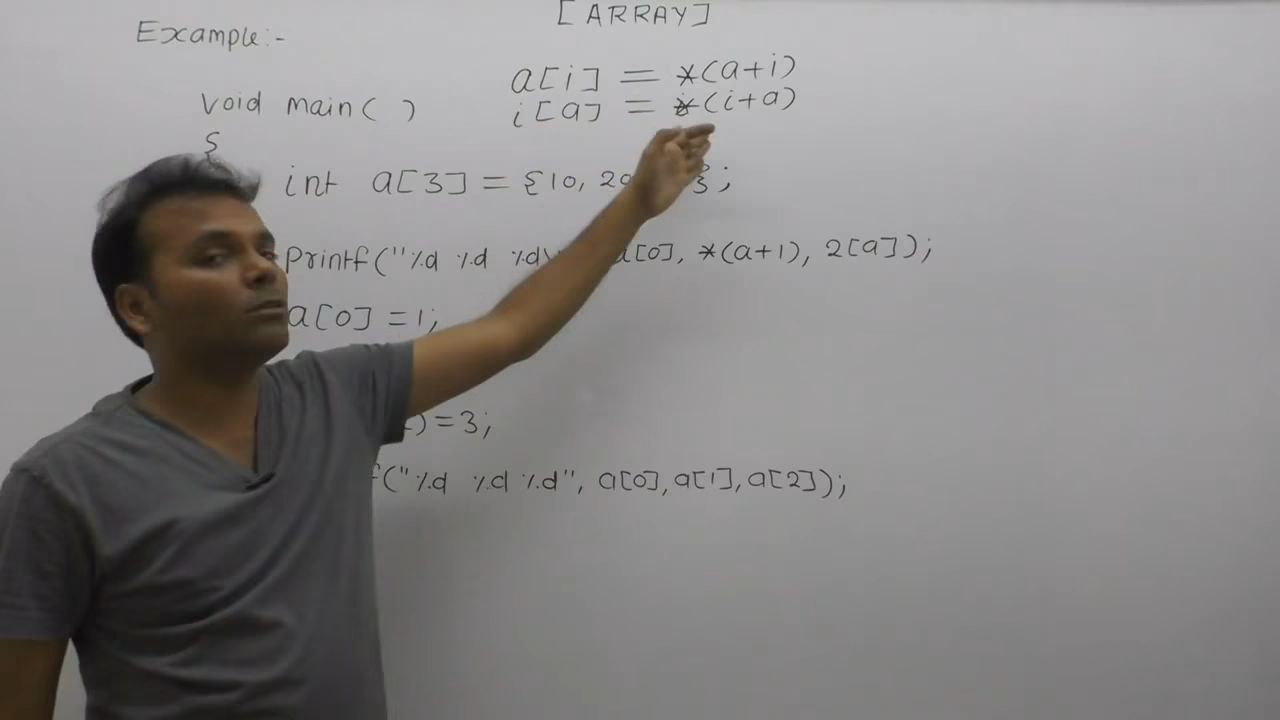 [ARRAY]
Example:-
a[i] = *(a+i)
void main( )
i[a] = *(i+a)
{
int a[3] = {10, 20 };
printf("%d %d %d\ a[0], *(a+1), 2[a]);
a[0] = 1;
) = 3;
f("%d %d %d", a[0], a[1], a[2]);